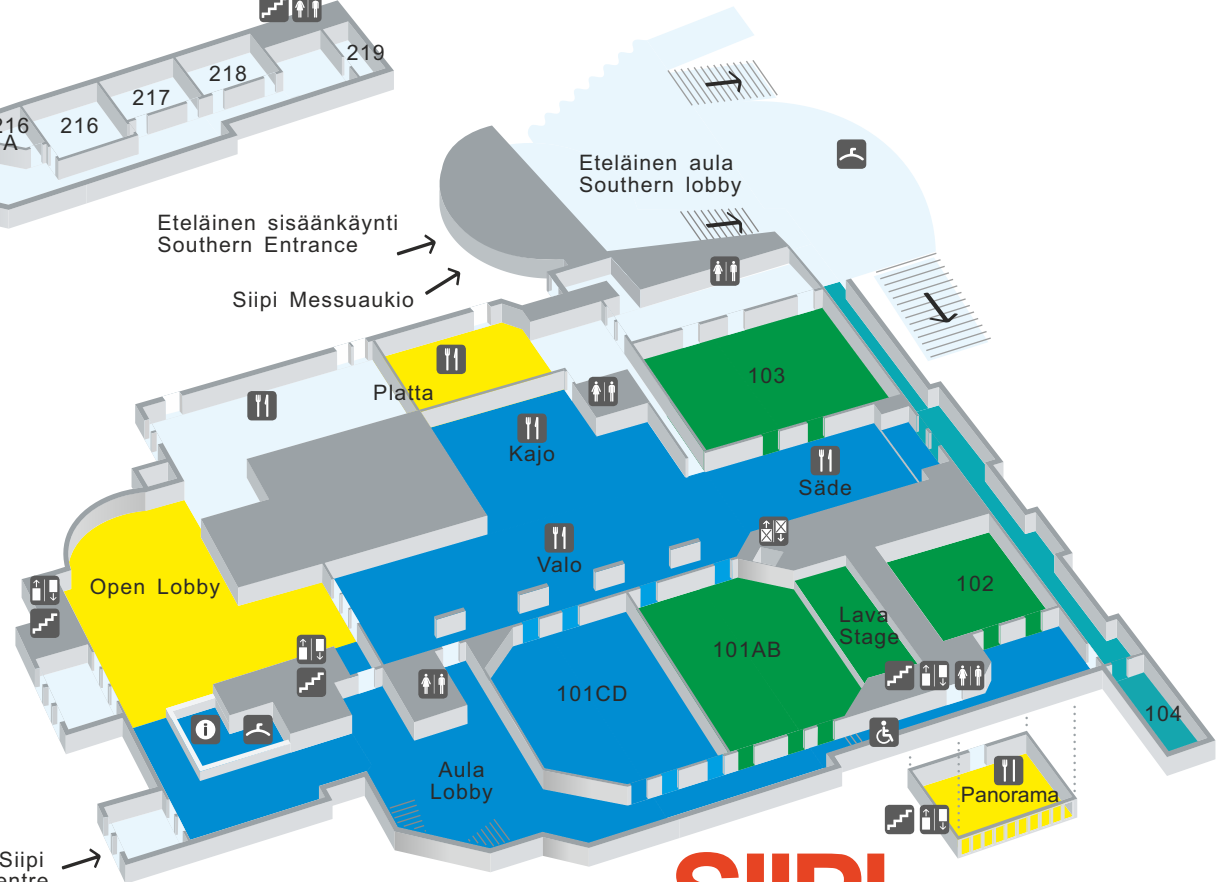 219
218
217
216
216
A
Eteläinen aula
Southern lobby
Eteläinen sisäänkäynti
Southern Entrance
Siipi Messuaukio
103
Platta
Kajo
Säde
Valo
Open Lobby
102
Lava
Stage
101AB
101CD
104
Aula
Lobby
Panorama
Siipi
SIIPI